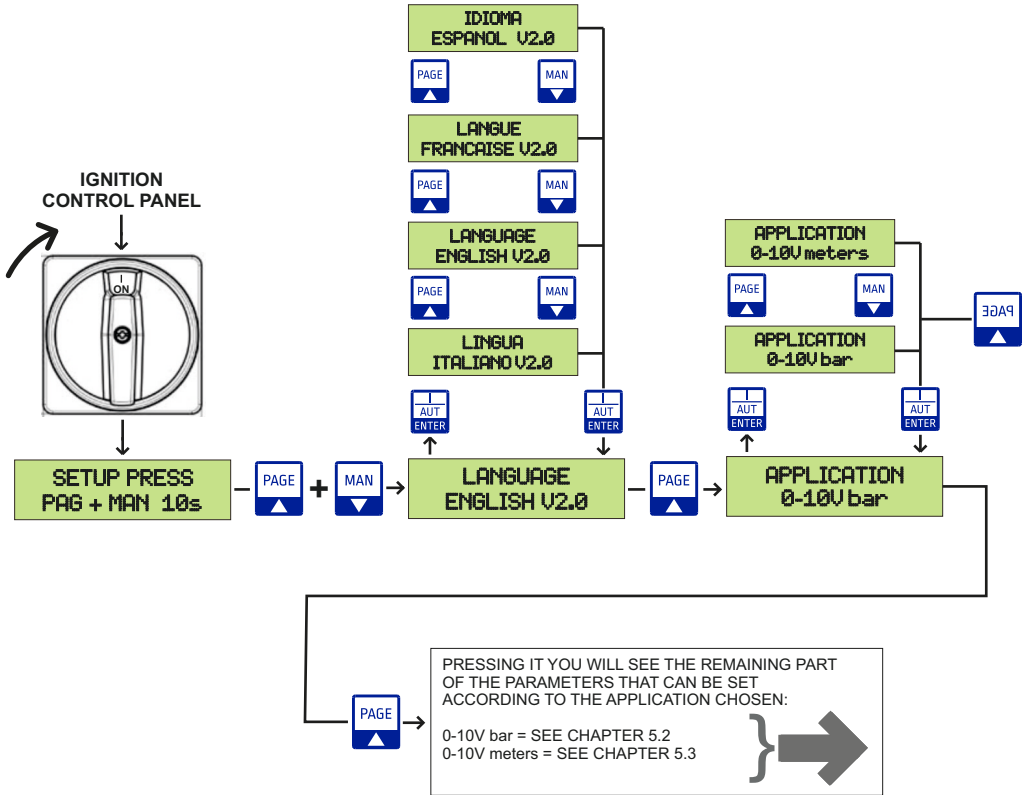 IDIOMA
ESPANOL V2.0
PAGE
MAN
LANGUE
FRANCAISE V2.0
PAGE
MAN
LANGUAGE
ENGLISH V2.0
PAGE
MAN
LINGUA
ITALIANO V2.0
AUT
ENTER
AUT
ENTER
IGNITION
CONTROL PANEL
I
ON
APPLICATION
0-10V meters
PAGE
MAN
APPLICATION
0-10V bar
PAGE
AUT
ENTER
AUT
ENTER
SETUP PRESS
PAG + MAN 10s
PAGE
+
MAN
LANGUAGE
ENGLISH V2.0
PAGE
APPLICATION
0-10V bar
PAGE
PRESSING IT YOU WILL SEE THE REMAINING PART
OF THE PARAMETERS THAT CAN BE SET
ACCORDING TO THE APPLICATION CHOSEN:
0-10V bar = SEE CHAPTER 5.2
0-10V meters = SEE CHAPTER 5.3